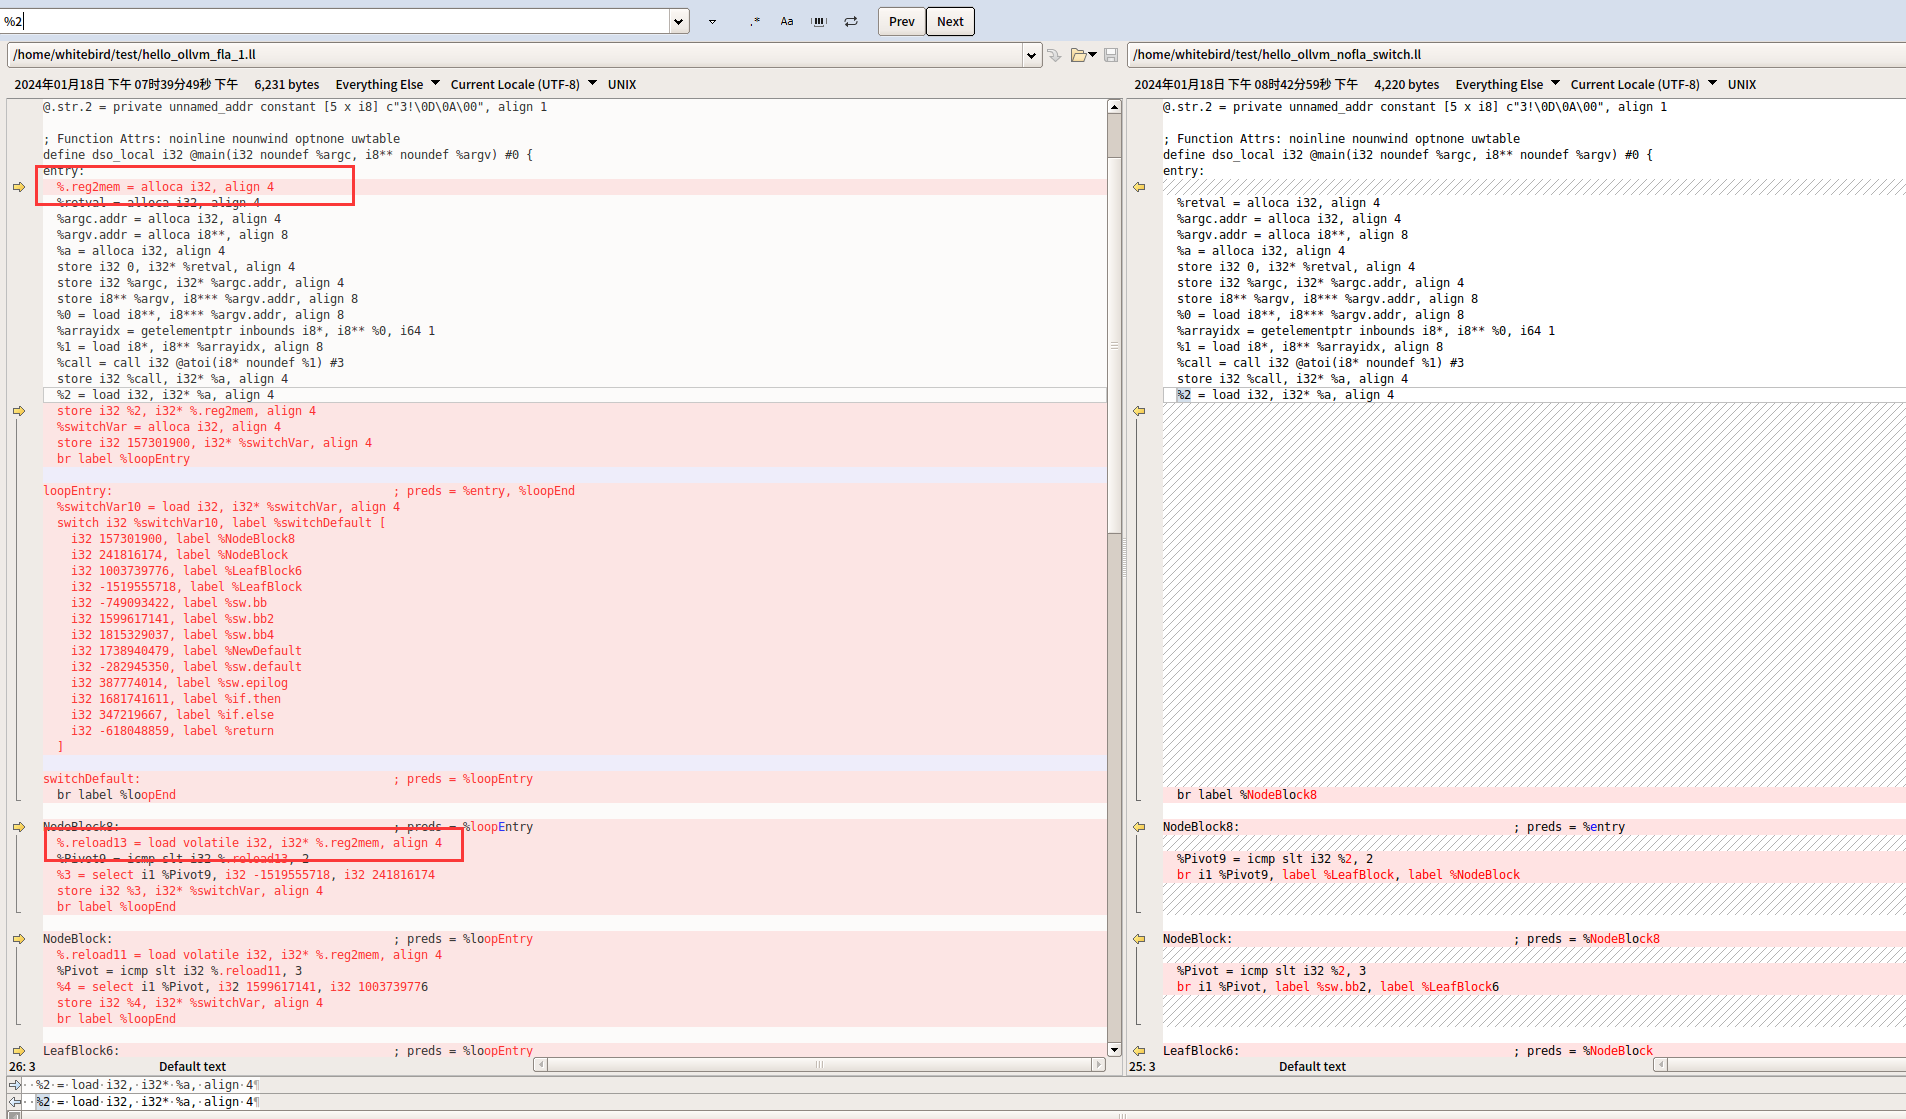 %2
.* Aa Prev Next
/home/whitebird/test/hello_ollvm_fla_1.ll
2024年01月18日 下午 07时39分49秒 下午 6,231 bytes Everything Else Current Locale (UTF-8) UNIX
@.str.2 = private unnamed_addr constant [5 x i8] c"3!\0D\0A\00", align 1
; Function Attrs: noinline nounwind optnone uwtable
define dso_local i32 @main(i32 noundef %argc, i8** noundef %argv) #0 {
entry:
%.reg2mem = alloca i32, align 4
%retval = alloca i32, align 4
%argc.addr = alloca i32, align 4
%argv.addr = alloca i8**, align 8
%a = alloca i32, align 4
store i32 0, i32* %retval, align 4
store i32 %argc, i32* %argc.addr, align 4
store i8** %argv, i8*** %argv.addr, align 8
%0 = load i8**, i8*** %argv.addr, align 8
%arrayidx = getelementptr inbounds i8*, i8** %0, i64 1
%1 = load i8*, i8** %arrayidx, align 8
%call = call i32 @atoi(i8* noundef %1) #3
store i32 %call, i32* %a, align 4
%2 = load i32, i32* %a, align 4
store i32 %2, i32* %.reg2mem, align 4
%switchVar = alloca i32, align 4
store i32 157301900, i32* %switchVar, align 4
br label %loopEntry
loopEntry: ; preds = %entry, %loopEnd
%switchVar10 = load i32, i32* %switchVar, align 4
switch i32 %switchVar10, label %switchDefault [
i32 157301900, label %NodeBlock8
i32 241816174, label %NodeBlock
i32 1003739776, label %LeafBlock6
i32 -1519555718, label %LeafBlock
i32 -749093422, label %sw.bb
i32 1599617141, label %sw.bb2
i32 1815329037, label %sw.bb4
i32 1738940479, label %NewDefault
i32 -282945350, label %sw.default
i32 387774014, label %sw.epilog
i32 1681741611, label %if.then
i32 347219667, label %if.else
i32 -618048859, label %return
]
switchDefault: ; preds = %loopEntry
br label %loopEnd
NodeBlock8: ; preds = %loopEntry
%.reload13 = load volatile i32, i32* %.reg2mem, align 4
%Pivot9 = icmp slt i32 %.reload13, 2
%3 = select i1 %Pivot9, i32 -1519555718, i32 241816174
store i32 %3, i32* %switchVar, align 4
br label %loopEnd
NodeBlock: ; preds = %loopEntry
%.reload11 = load volatile i32, i32* %.reg2mem, align 4
%Pivot = icmp slt i32 %.reload11, 3
%4 = select i1 %Pivot, i32 1599617141, i32 1003739776
store i32 %4, i32* %switchVar, align 4
br label %loopEnd
LeafBlock6: ; preds = %loopEntry
26: 3 Default text
/home/whitebird/test/hello_ollvm_nofla_switch.ll
2024年01月18日 下午 08时42分59秒 下午 4,220 bytes Everything Else Current Locale (UTF-8) UNIX
@.str.2 = private unnamed_addr constant [5 x i8] c"3!\0D\0A\00", align 1
; Function Attrs: noinline nounwind optnone uwtable
define dso_local i32 @main(i32 noundef %argc, i8** noundef %argv) #0 {
entry:
%retval = alloca i32, align 4
%argc.addr = alloca i32, align 4
%argv.addr = alloca i8**, align 8
%a = alloca i32, align 4
store i32 0, i32* %retval, align 4
store i32 %argc, i32* %argc.addr, align 4
store i8** %argv, i8*** %argv.addr, align 8
%0 = load i8**, i8*** %argv.addr, align 8
%arrayidx = getelementptr inbounds i8*, i8** %0, i64 1
%1 = load i8*, i8** %arrayidx, align 8
%call = call i32 @atoi(i8* noundef %1) #3
store i32 %call, i32* %a, align 4
%2 = load i32, i32* %a, align 4
br label %NodeBlock8
NodeBlock8: ; preds = %entry
%Pivot9 = icmp slt i32 %2, 2
br i1 %Pivot9, label %LeafBlock, label %NodeBlock
NodeBlock: ; preds = %NodeBlock8
%Pivot = icmp slt i32 %2, 3
br i1 %Pivot, label %sw.bb2, label %LeafBlock6
LeafBlock6: ; preds = %NodeBlock
25: 3 Default text
··%2·=·load·i32,·i32*·%a,·align·4¶
··%2·=·load·i32,·i32*·%a,·align·4¶